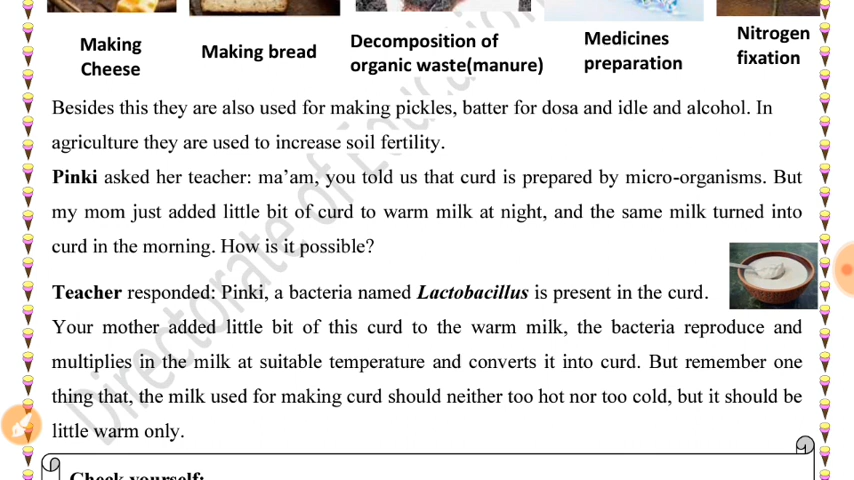 Making Cheese
Making bread
Decomposition of organic waste(manure)
Medicines preparation
Nitrogen fixation
Besides this they are also used for making pickles, batter for dosa and idle and alcohol. In
agriculture they are used to increase soil fertility.
Pinki asked her teacher: ma’am, you told us that curd is prepared by micro-organisms. But
my mom just added little bit of curd to warm milk at night, and the same milk turned into
curd in the morning. How is it possible?
Teacher responded: Pinki, a bacteria named Lactobacillus is present in the curd.
Your mother added little bit of this curd to the warm milk, the bacteria reproduce and
multiplies in the milk at suitable temperature and converts it into curd. But remember one
thing that, the milk used for making curd should neither too hot nor too cold, but it should be
little warm only.
Check yourself:
Directorate of Education